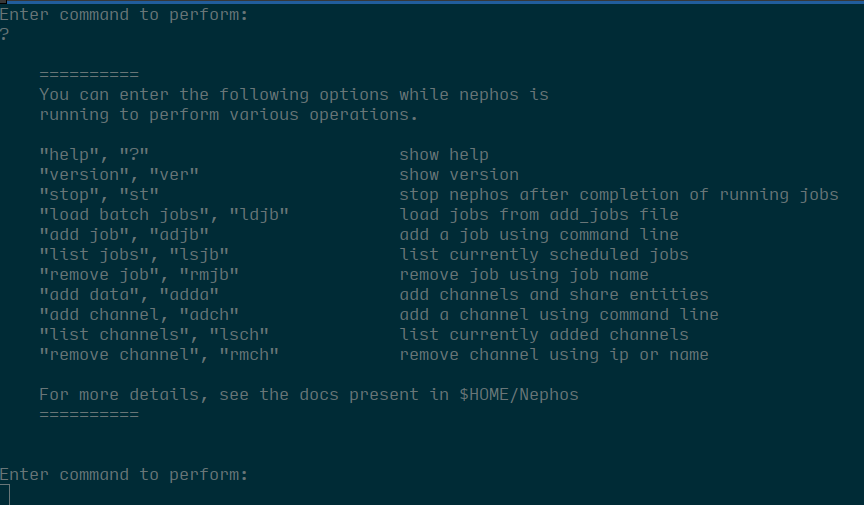 Enter command to perform:
?
==========
You can enter the following options while nephos is
running to perform various operations.
"help", "?" show help
"version", "ver" show version
"stop", "st" stop nephos after completion of running jobs
"load batch jobs", "ldjb" load jobs from add_jobs file
"add job", "adjb" add a job using command line
"list jobs", "lsjb" list currently scheduled jobs
"remove job", "rmjb" remove job using job name
"add data", "adda" add channels and share entities
"add channel, "adch" add a channel using command line
"list channels", "lsch" list currently added channels
"remove channel", "rmch" remove channel using ip or name
For more details, see the docs present in $HOME/Nephos
==========
Enter command to perform: